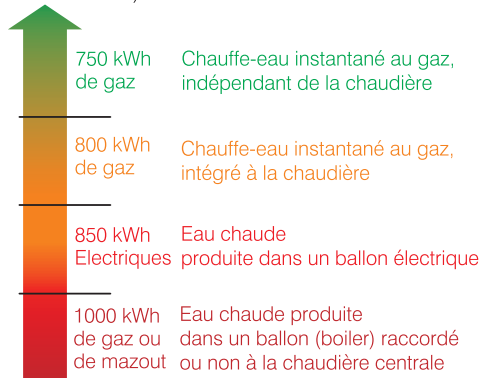 750 kWh
de gaz
Chauffe-eau instantané au gaz,
indépendant de la chaudière
800 kWh
de gaz
Chauffe-eau instantané au gaz,
intégré à la chaudière
850 kWh
Electriques
Eau chaude
produite dans un ballon électrique
1000 kWh
de gaz ou
de mazout
Eau chaude produite
dans un ballon (boiler) raccordé
ou non à la chaudière centrale